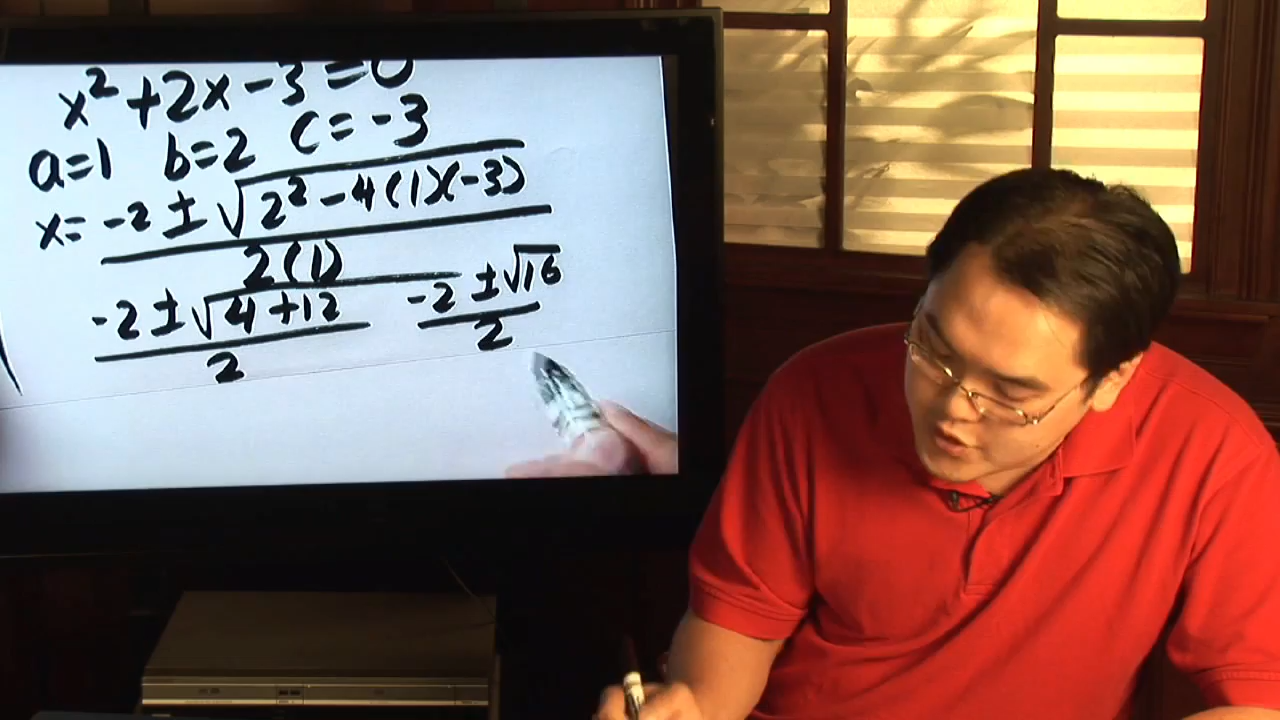 x² + 2x - 3 = 0
a = 1 b = 2 c = -3
x = -2 ± √2² - 4(1)(-3)
2(1)
-2 ± √4 + 12 -2 ± √16
2 2